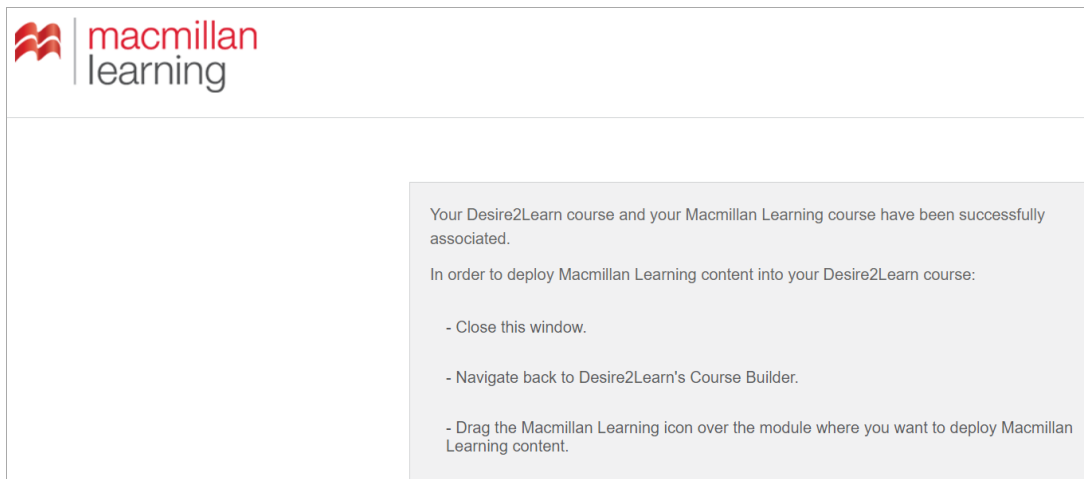 macmillan
learning
Your Desire2Learn course and your Macmillan Learning course have been successfully
associated.
In order to deploy Macmillan Learning content into your Desire2Learn course:
- Close this window.
- Navigate back to Desire2Learn's Course Builder.
- Drag the Macmillan Learning icon over the module where you want to deploy Macmillan
Learning content.